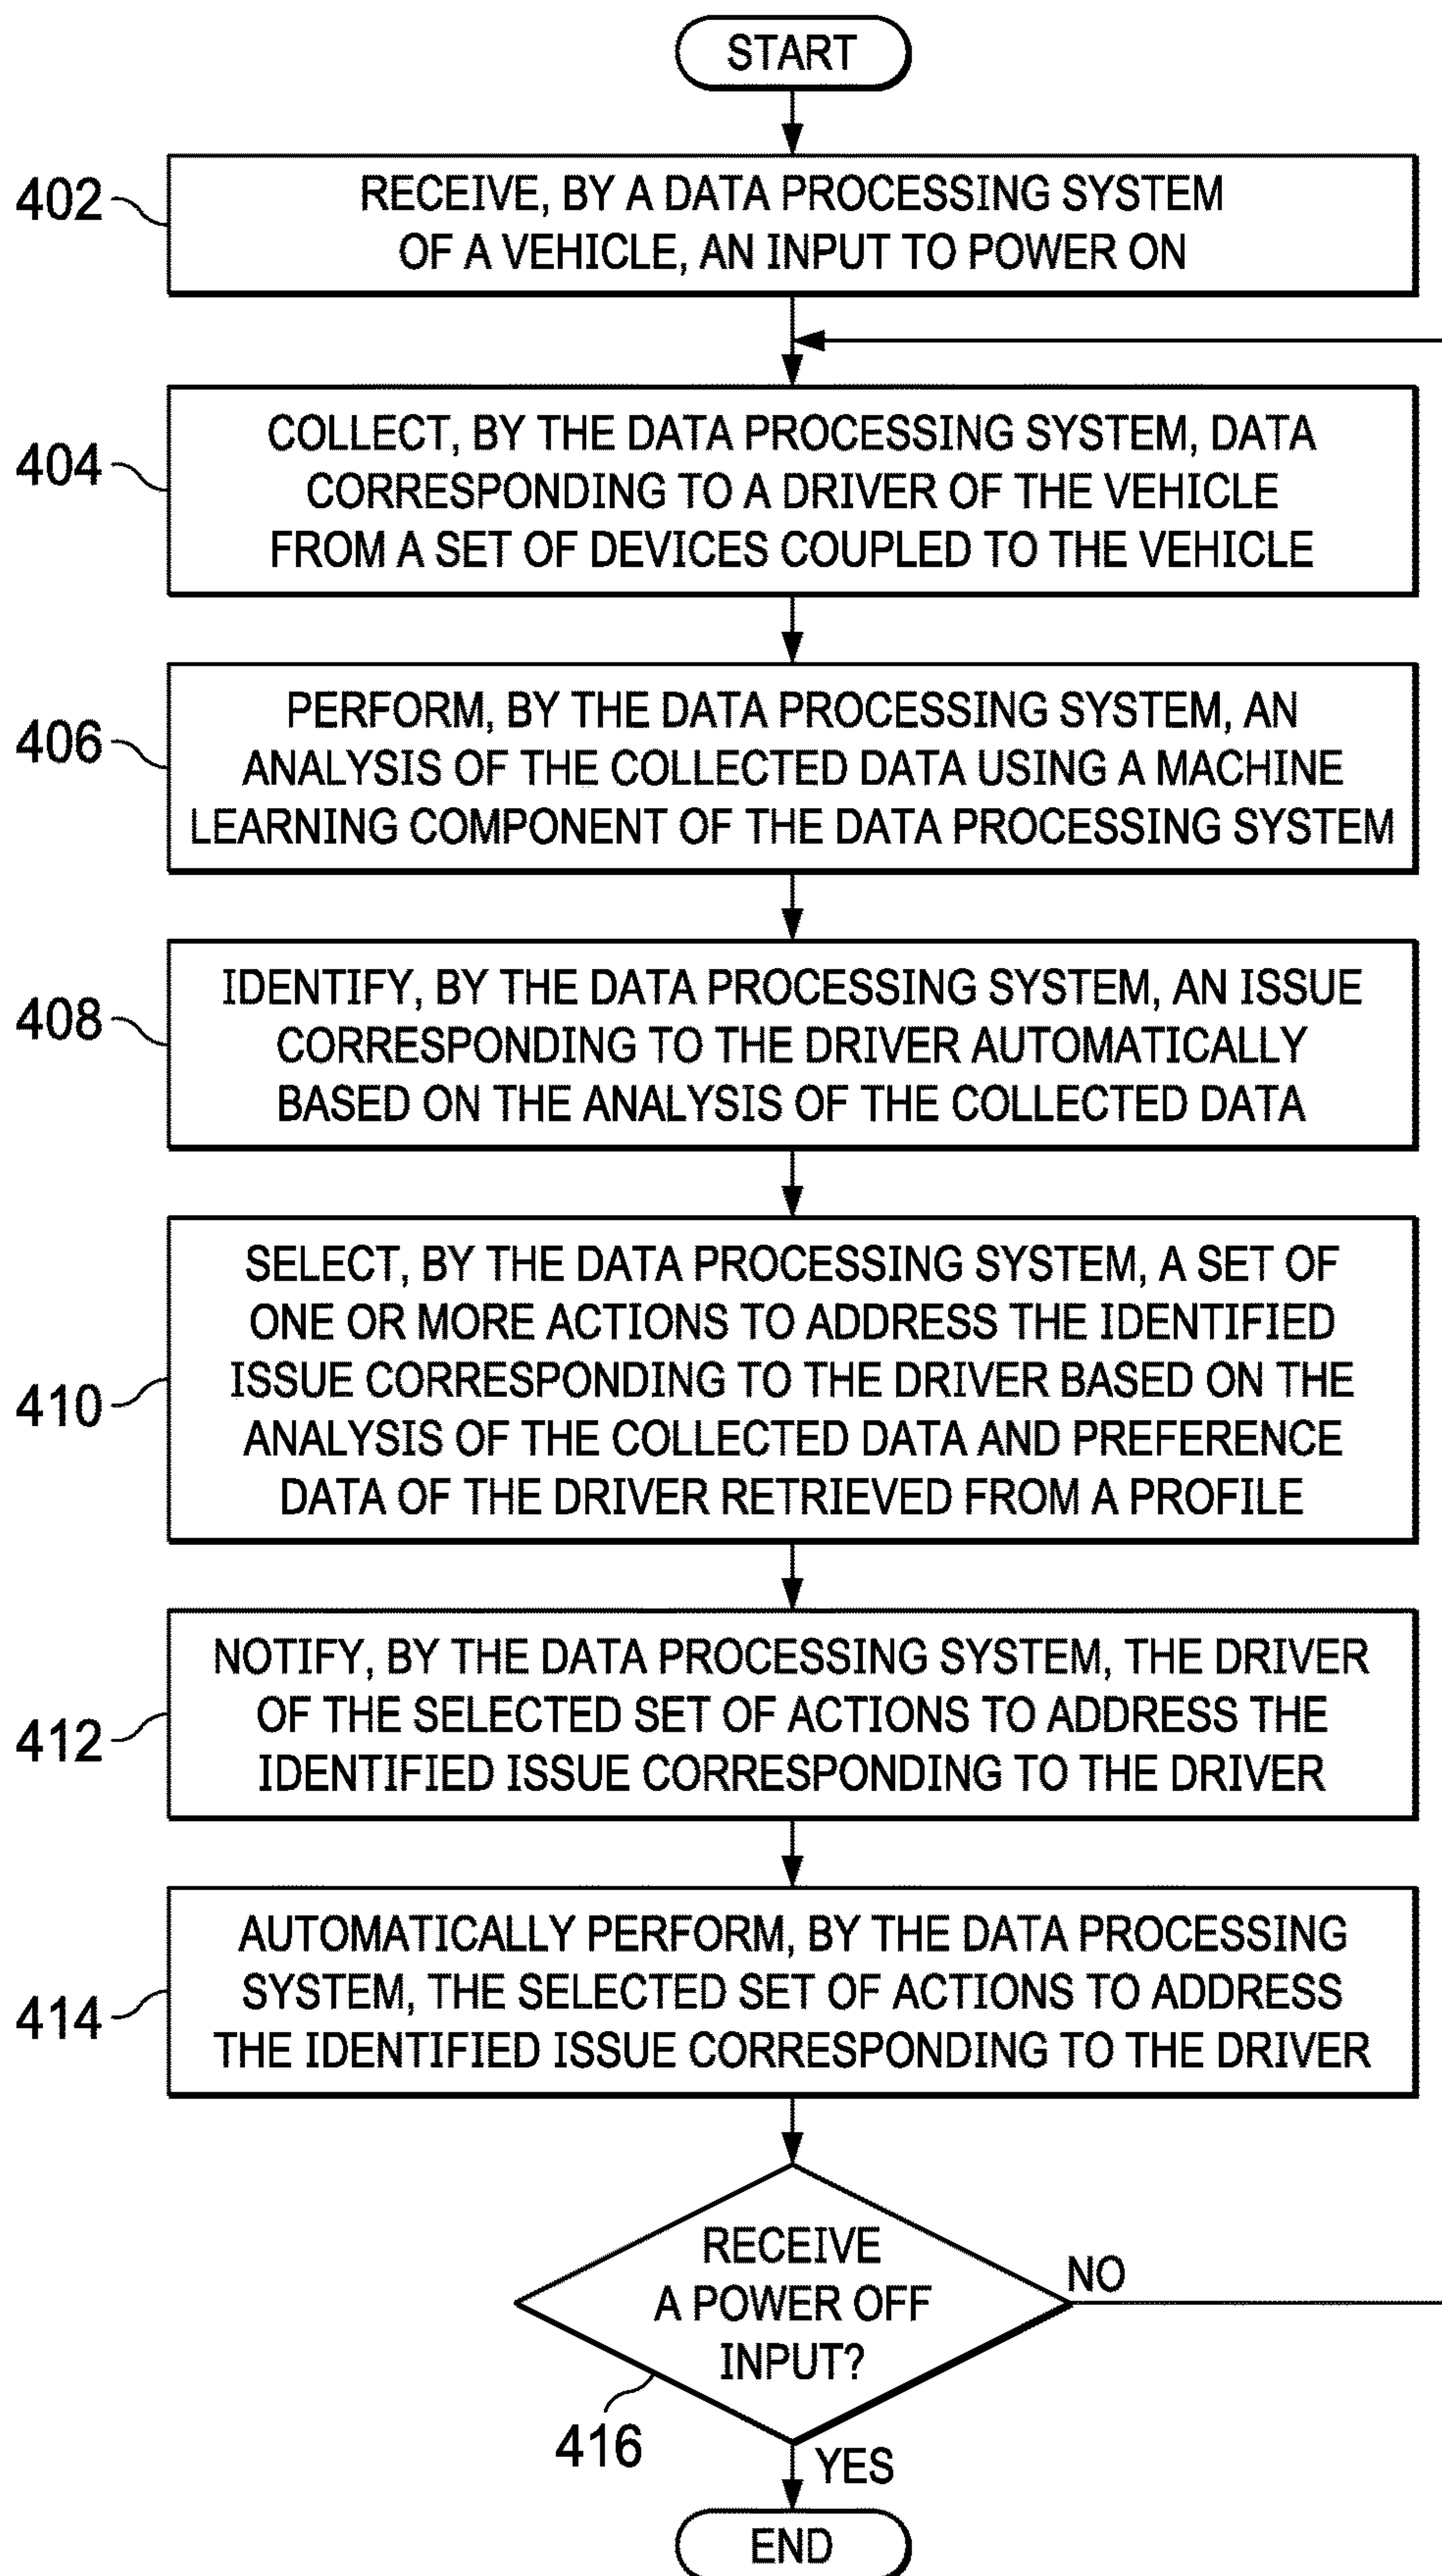 START
402
RECEIVE, BY A DATA PROCESSING SYSTEM
OF A VEHICLE, AN INPUT TO POWER ON
404
COLLECT, BY THE DATA PROCESSING SYSTEM, DATA
CORRESPONDING TO A DRIVER OF THE VEHICLE
FROM A SET OF DEVICES COUPLED TO THE VEHICLE
406
PERFORM, BY THE DATA PROCESSING SYSTEM, AN
ANALYSIS OF THE COLLECTED DATA USING A MACHINE
LEARNING COMPONENT OF THE DATA PROCESSING SYSTEM
408
IDENTIFY, BY THE DATA PROCESSING SYSTEM, AN ISSUE
CORRESPONDING TO THE DRIVER AUTOMATICALLY
BASED ON THE ANALYSIS OF THE COLLECTED DATA
410
SELECT, BY THE DATA PROCESSING SYSTEM, A SET OF
ONE OR MORE ACTIONS TO ADDRESS THE IDENTIFIED
ISSUE CORRESPONDING TO THE DRIVER BASED ON THE
ANALYSIS OF THE COLLECTED DATA AND PREFERENCE
DATA OF THE DRIVER RETRIEVED FROM A PROFILE
412
NOTIFY, BY THE DATA PROCESSING SYSTEM, THE DRIVER
OF THE SELECTED SET OF ACTIONS TO ADDRESS THE
IDENTIFIED ISSUE CORRESPONDING TO THE DRIVER
414
AUTOMATICALLY PERFORM, BY THE DATA PROCESSING
SYSTEM, THE SELECTED SET OF ACTIONS TO ADDRESS
THE IDENTIFIED ISSUE CORRESPONDING TO THE DRIVER
RECEIVE
A POWER OFF
INPUT?
NO
416
YES
END